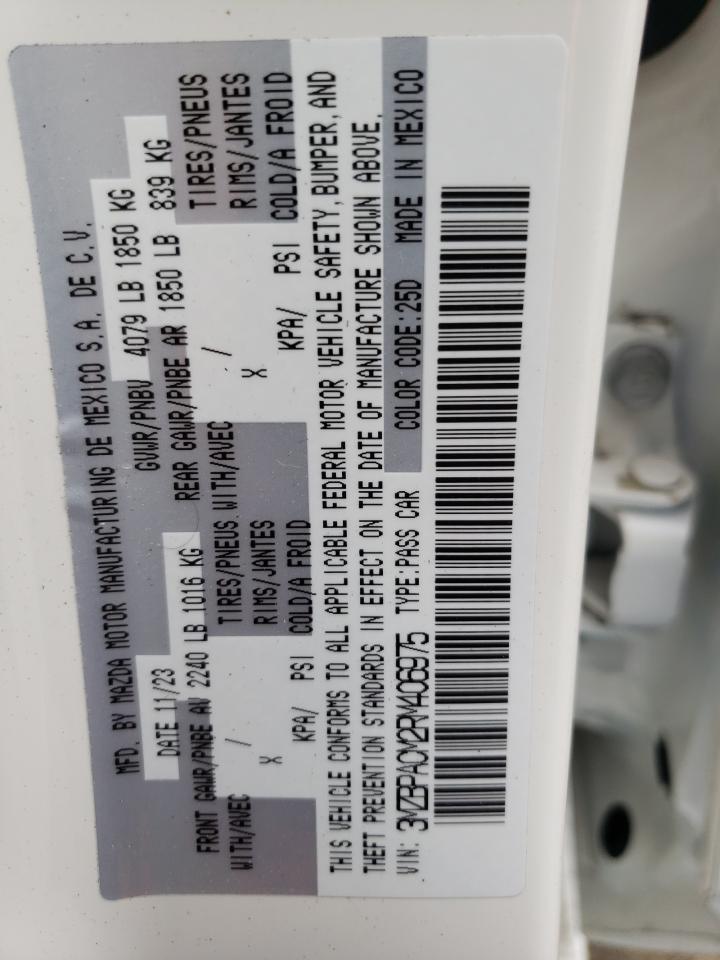 MFD. BY MAZDA MOTOR MANUFACTURING DE MEXICO S.A. DE C.V.
DATE 11/23 GVWR/PNBV 4079 LB 1850 KG
FRONT GAWR/PNBE AV 2240 LB 1016 KG REAR GAWR/PNBE AR 1850 LB 839 KG
WITH/AVEC / TIRES/PNEUS WITH/AVEC / TIRES/PNEUS
X RIMS/JANTES X RIMS/JANTES
KPA/ PSI COLD/A FROID KPA/ PSI COLD/A FROID
THIS VEHICLE CONFORMS TO ALL APPLICABLE FEDERAL MOTOR VEHICLE SAFETY, BUMPER, AND
THEFT PREVENTION STANDARDS IN EFFECT ON THE DATE OF MANUFACTURE SHOWN ABOVE.
VIN: 3MZBPACM2RM406975 TYPE:PASS CAR COLOR CODE:25D MADE IN MEXICO